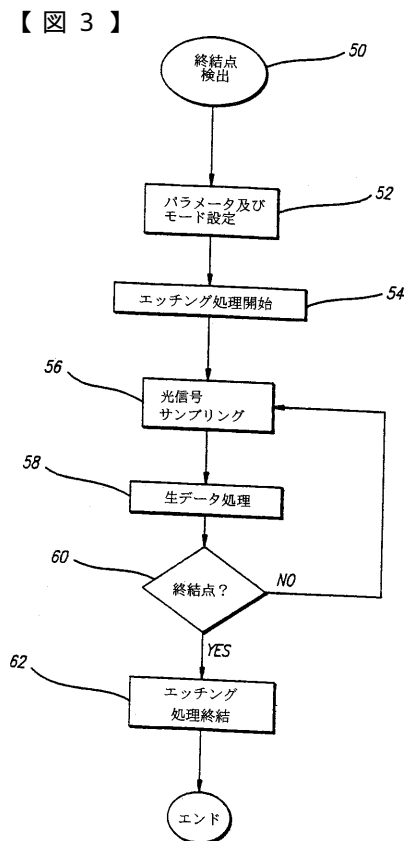 【図3】
50
終結点
検出
52
パラメータ及び
モード設定
54
エッチング処理開始
56
光信号
サンプリング
58
生データ処理
60
終結点？
NO
YES
62
エッチング
処理終結
エンド